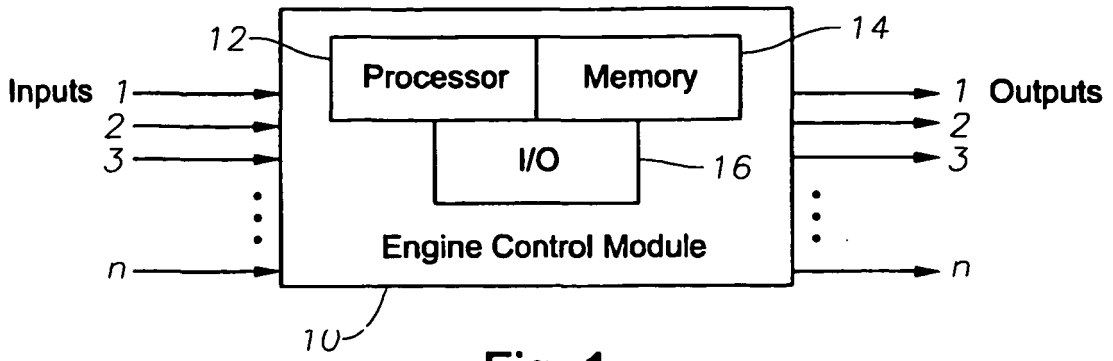 12
14
Processor
Memory
Inputs
1
1
Outputs
2
2
3
I/O
16
3
Engine Control Module
n
n
10
Fig. 1